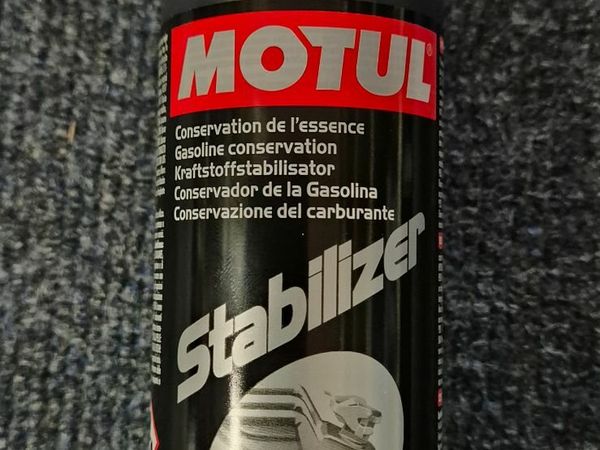 MOTUL®
Conservation de l'essence
Gasoline conservation
Kraftstoffstabilisator
Conservador de la Gasolina
Conservazione del carburante
Stabilizer